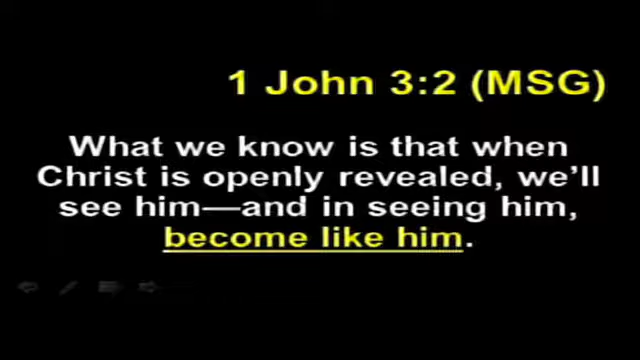 1 John 3:2 (MSG)
What we know is that when
Christ is openly revealed, we'll
see him—and in seeing him,
become like him.